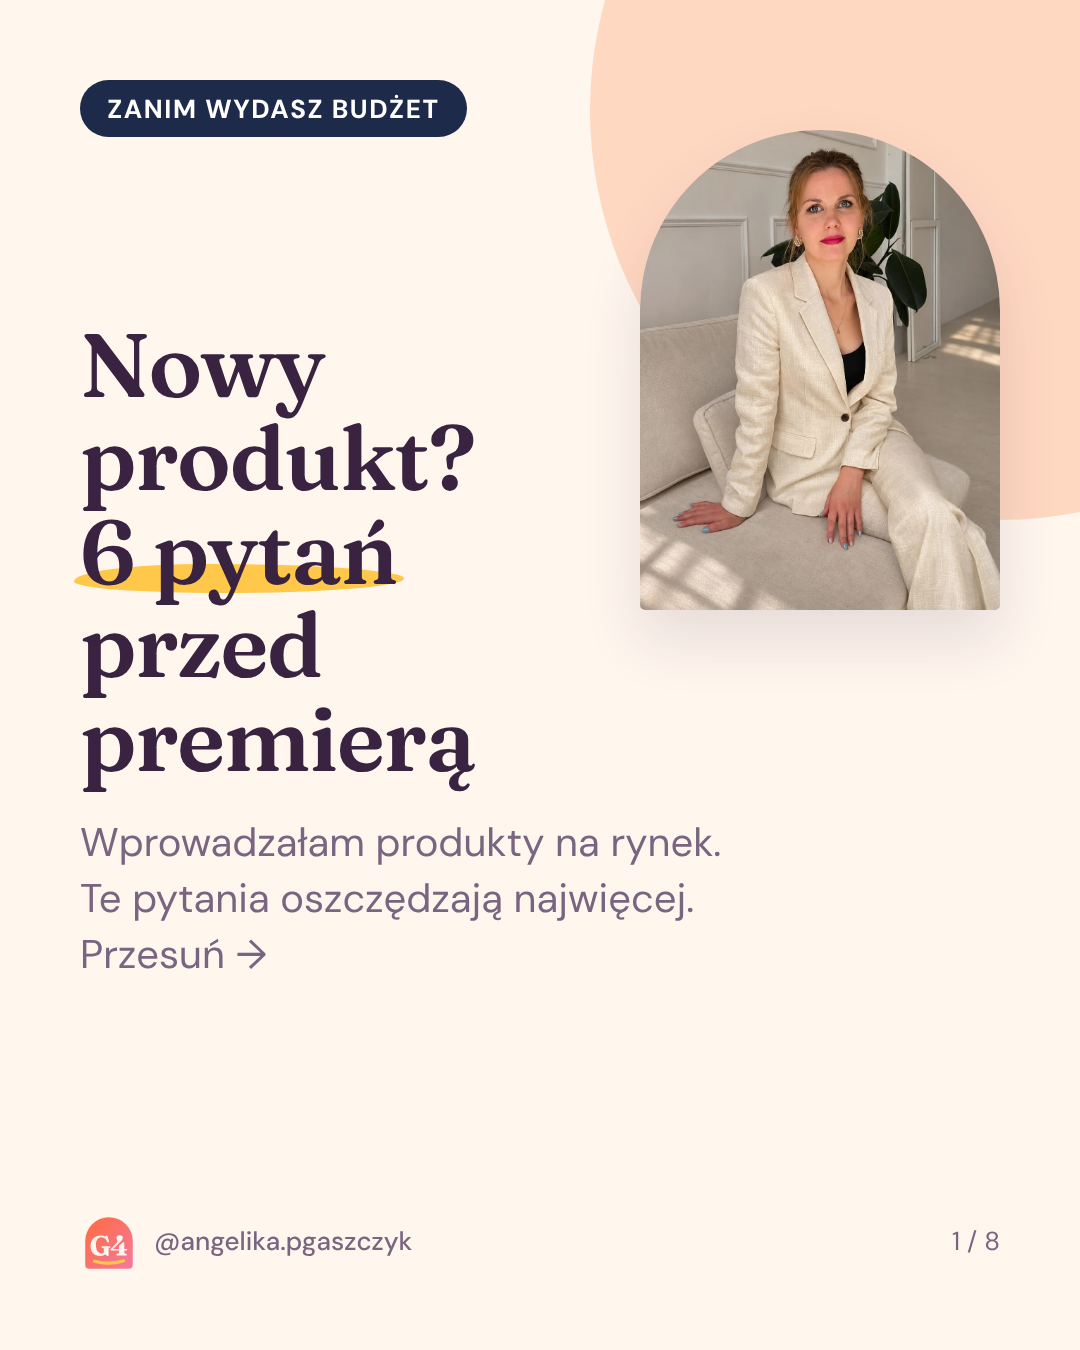 ZANIM WYDASZ BUDŻET
Nowy
produkt?
6 pytań
przed
premierą
Wprowadzałam produkty na rynek.
Te pytania oszczędzają najwięcej.
Przesuń →
G4
@angelika.pgaszczyk
1 / 8